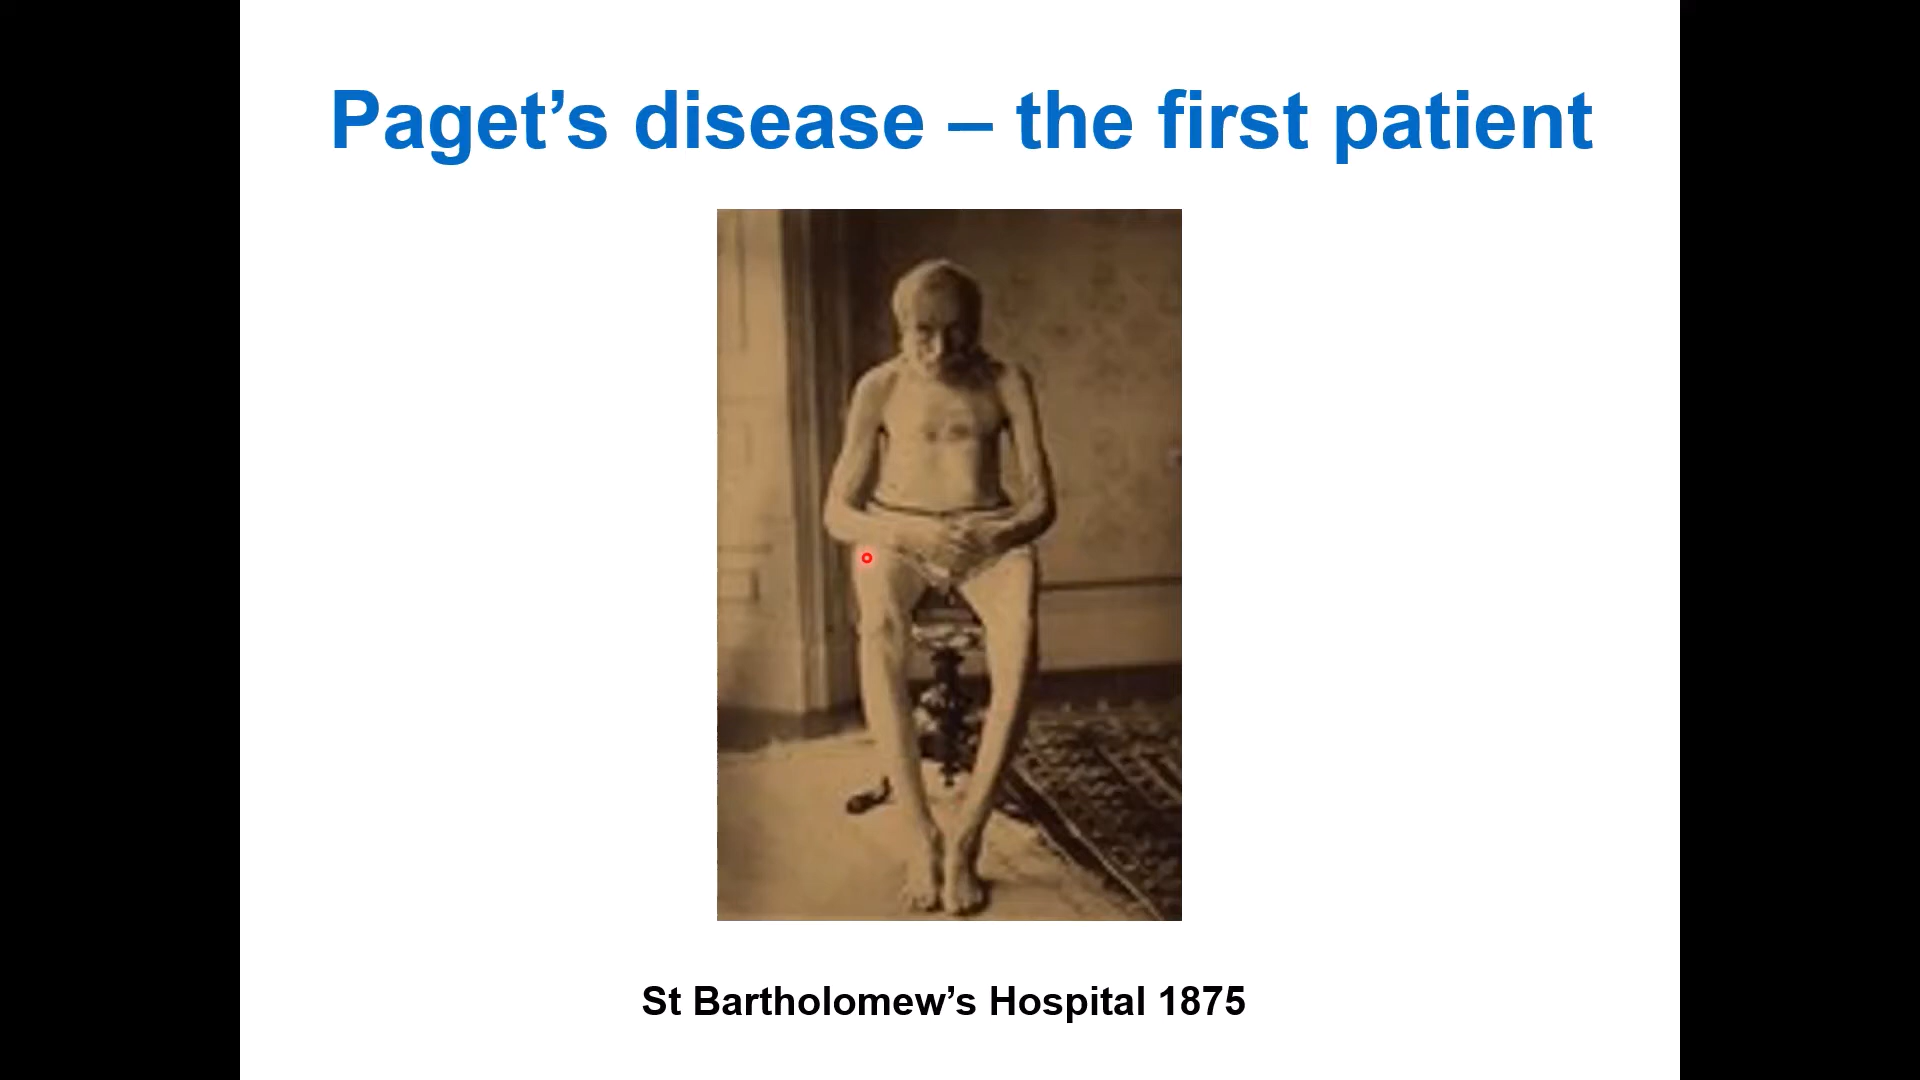 Paget’s disease – the first patient
St Bartholomew’s Hospital 1875